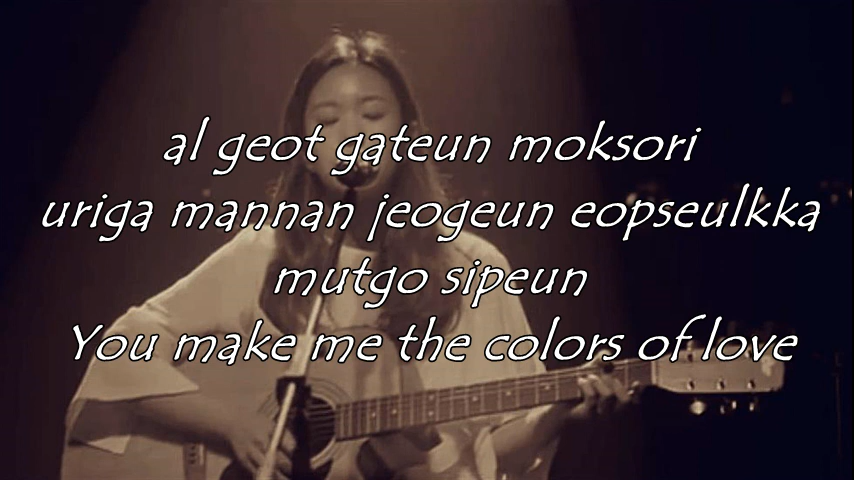 al geot gateun moksori
uriga mannan jeogeun eopseulkka
mutgo sipeun
You make me the colors of love